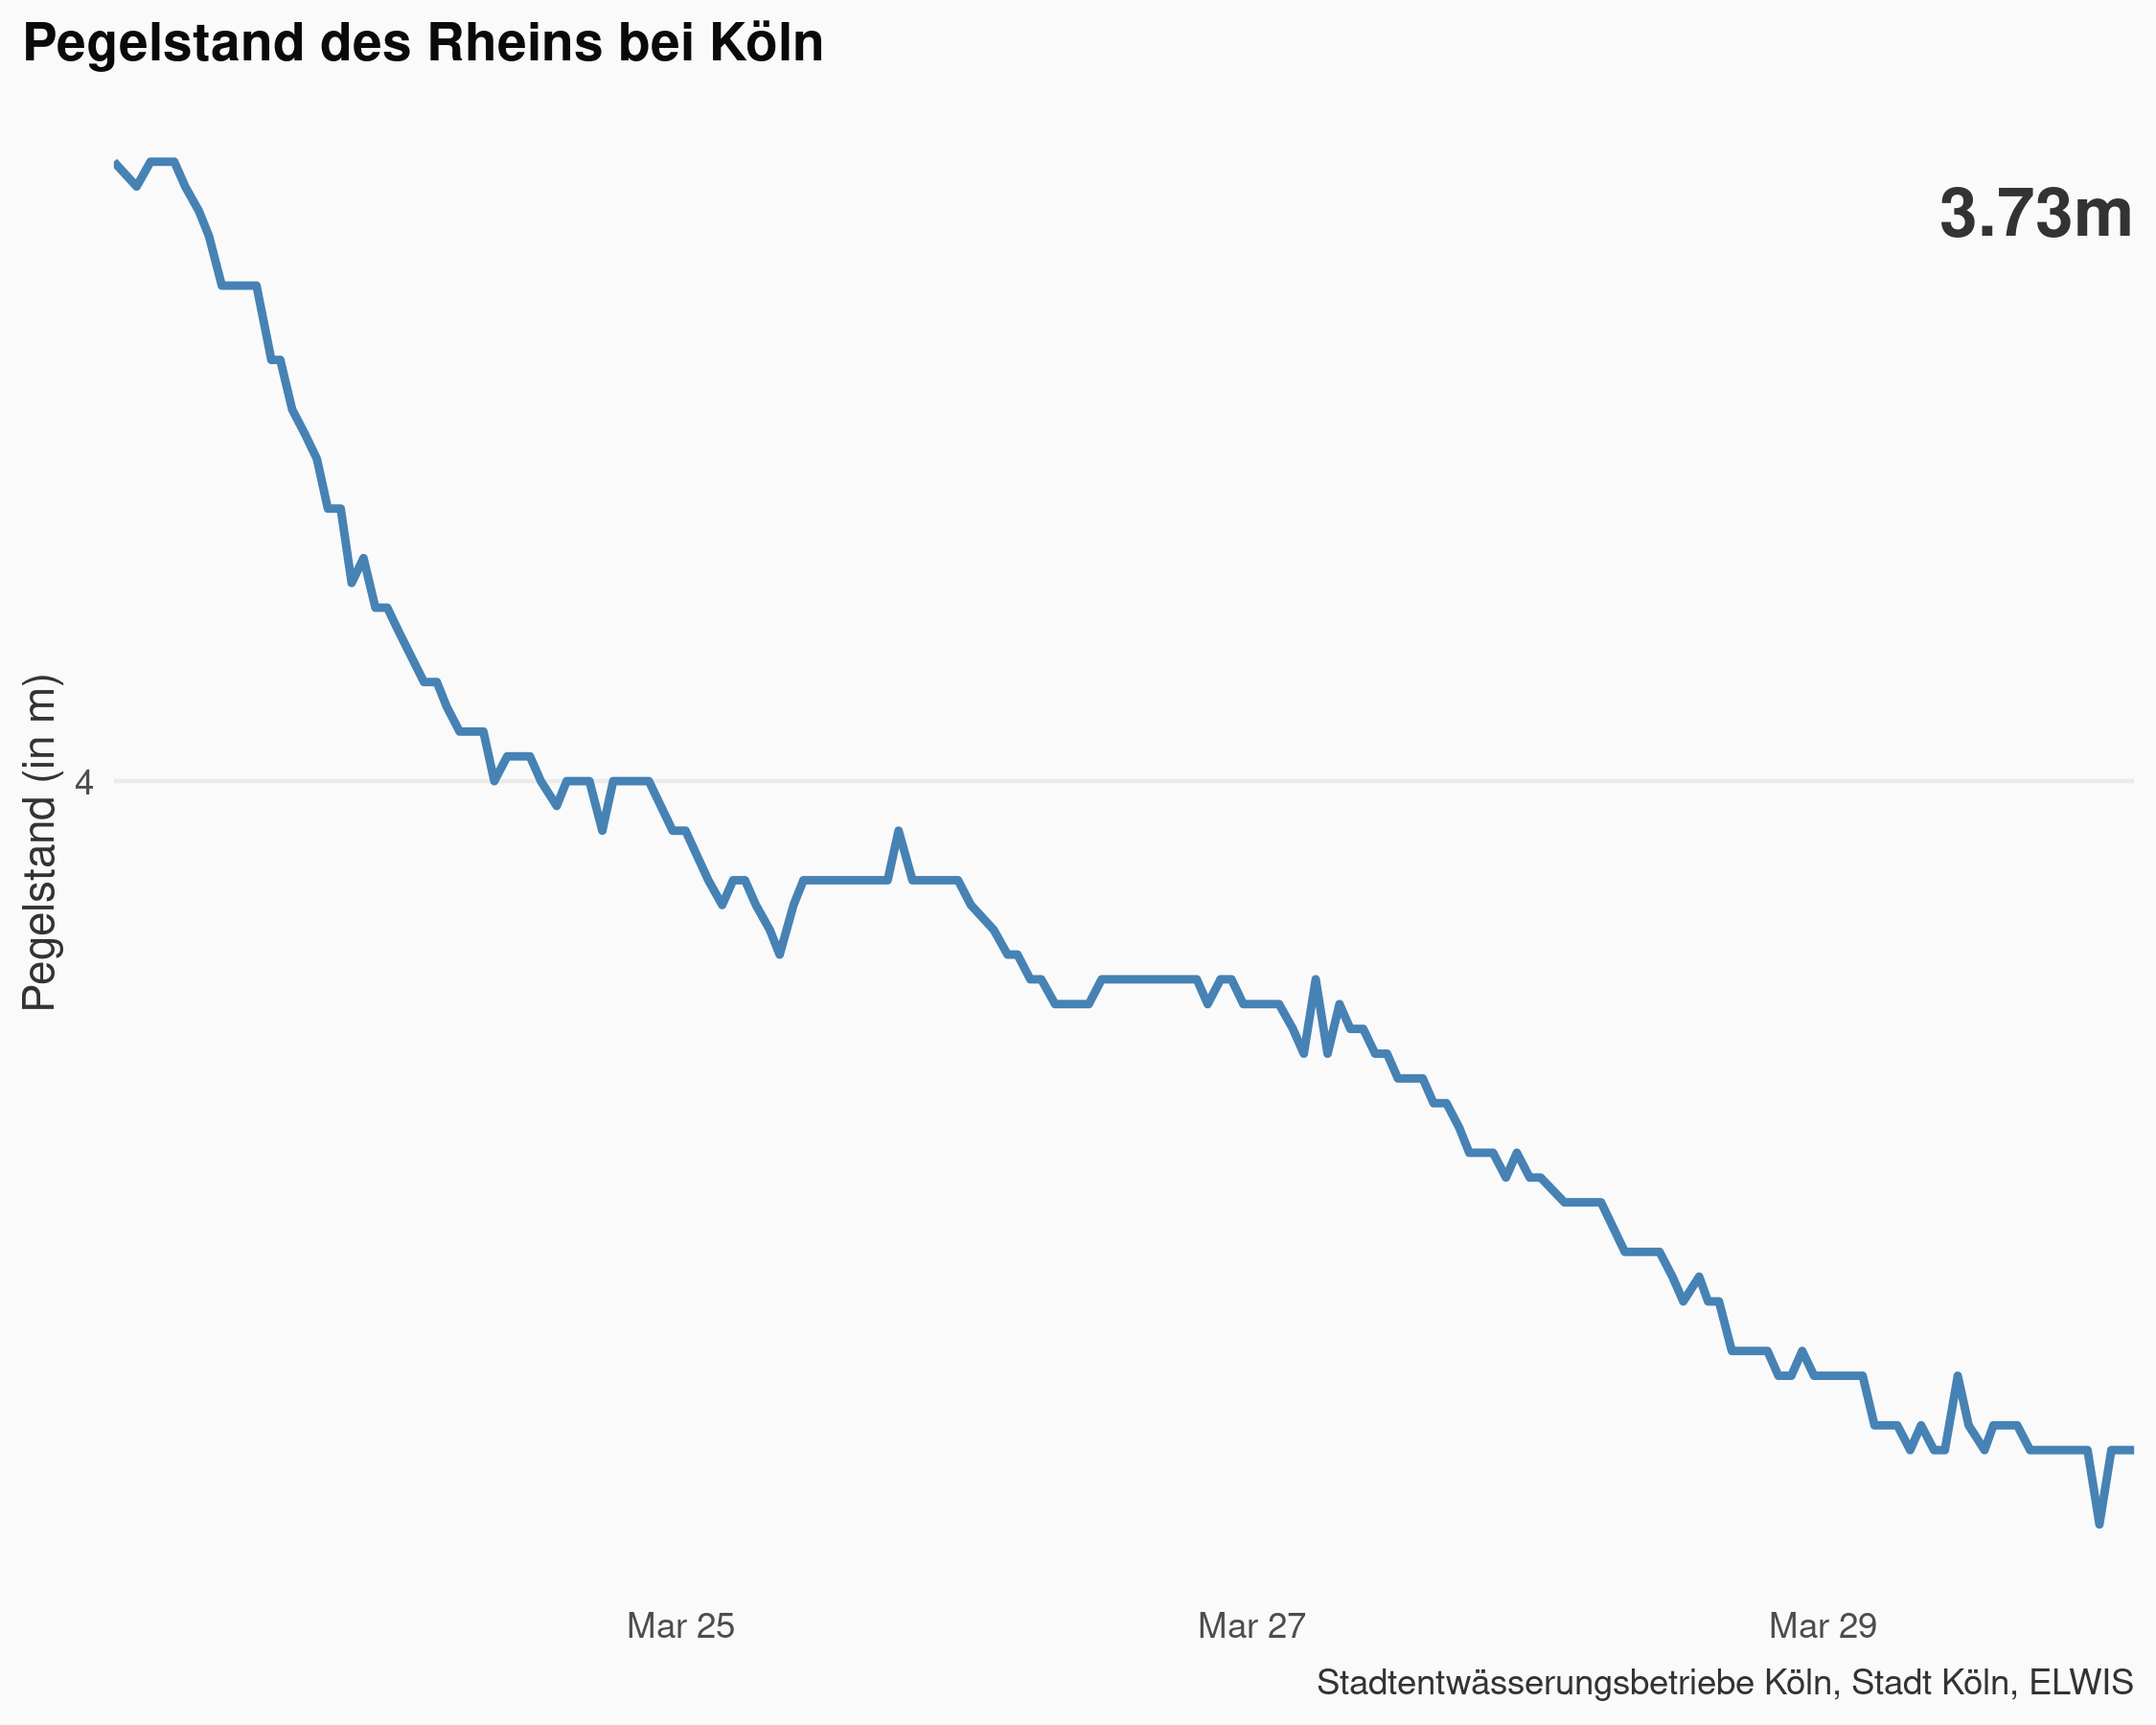 Pegelstand des Rheins bei Köln
3.73m
Pegelstand (in m)
4
Mar 25
Mar 27
Mar 29
Stadtentwässerungsbetriebe Köln, Stadt Köln, ELWIS